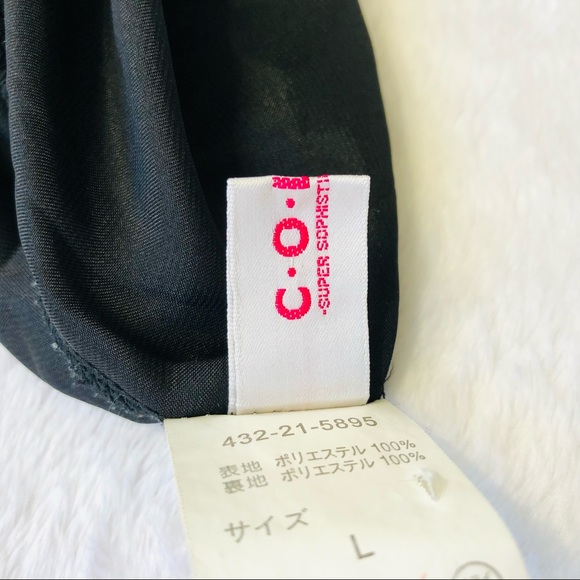 C・O・
-SUPER SOPHISTI
432-21-5895
表地 ポリエステル 100%
裏地 ポリエステル 100%
サイズ
L